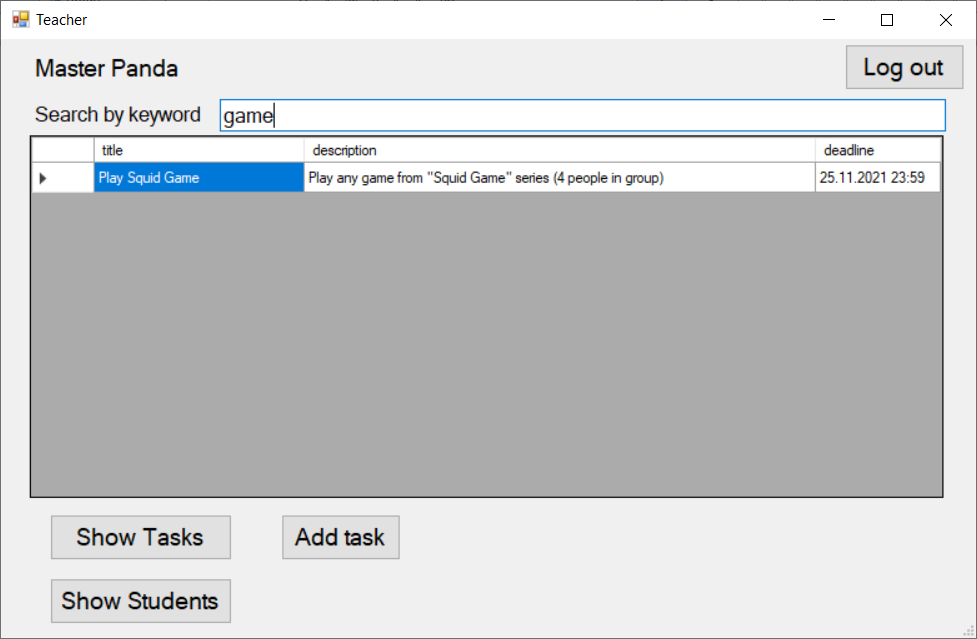 Teacher
Master Panda
Log out
Search by keyword game
title description deadline
Play Squid Game Play any game from "Squid Game" series (4 people in group) 25.11.2021 23:59
Show Tasks Add task
Show Students